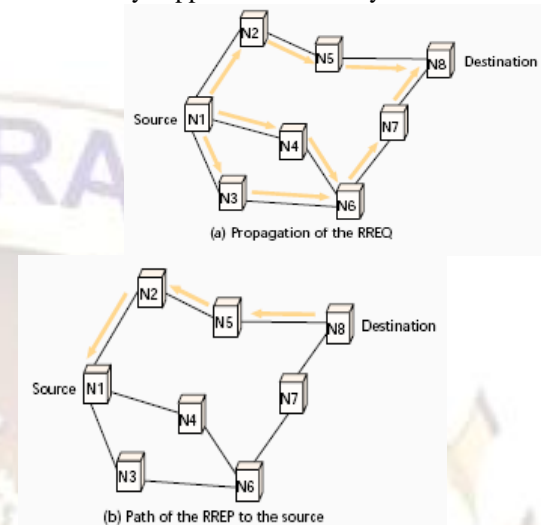 N2
N5
N8 Destination
Source N1
N4
N7
N3
N6
(a) Propagation of the RREQ
N2
N5
N8 Destination
Source N1
N7
N4
N3
N6
(b) Path of the RREP to the source